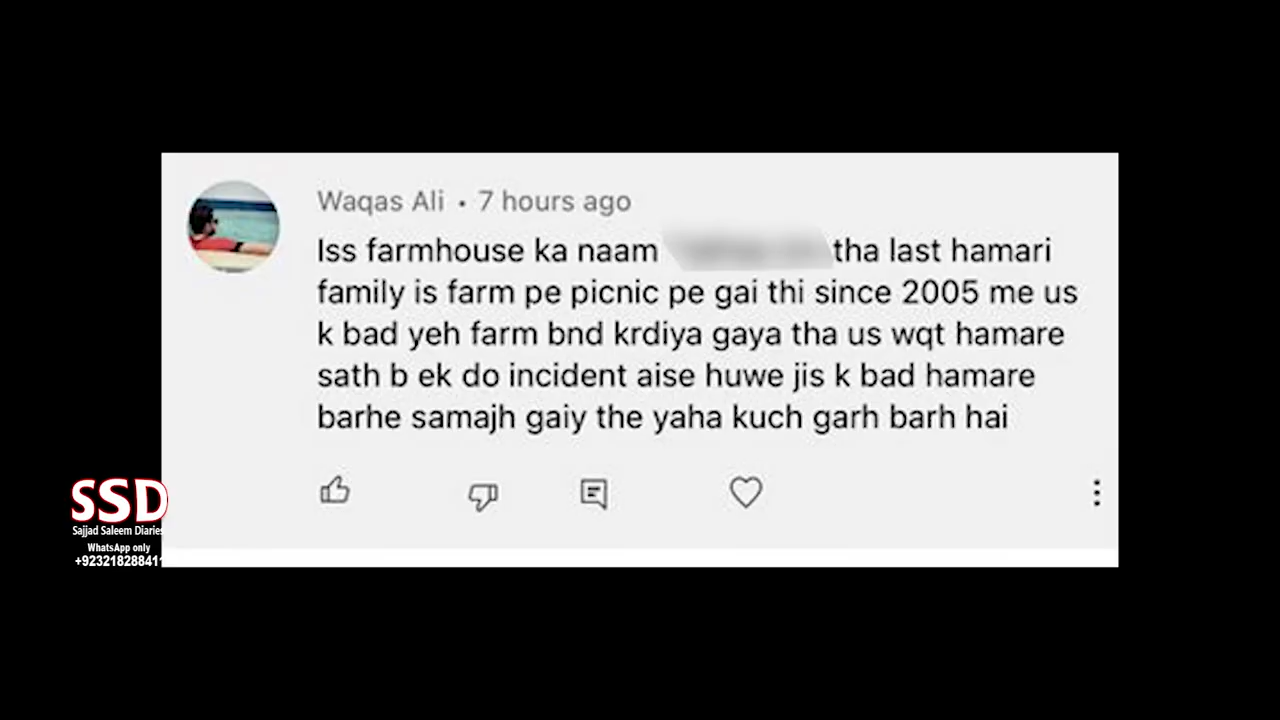 Waqas Ali • 7 hours ago
Iss farmhouse ka naam tha last hamari
family is farm pe picnic pe gai thi since 2005 me us
k bad yeh farm bnd krdiya gaya tha us wqt hamare
sath b ek do incident aise huwe jis k bad hamare
barhe samajh gaiy the yaha kuch garh barh hai
SSD
Sajjad Saleem Diaries
WhatsApp only